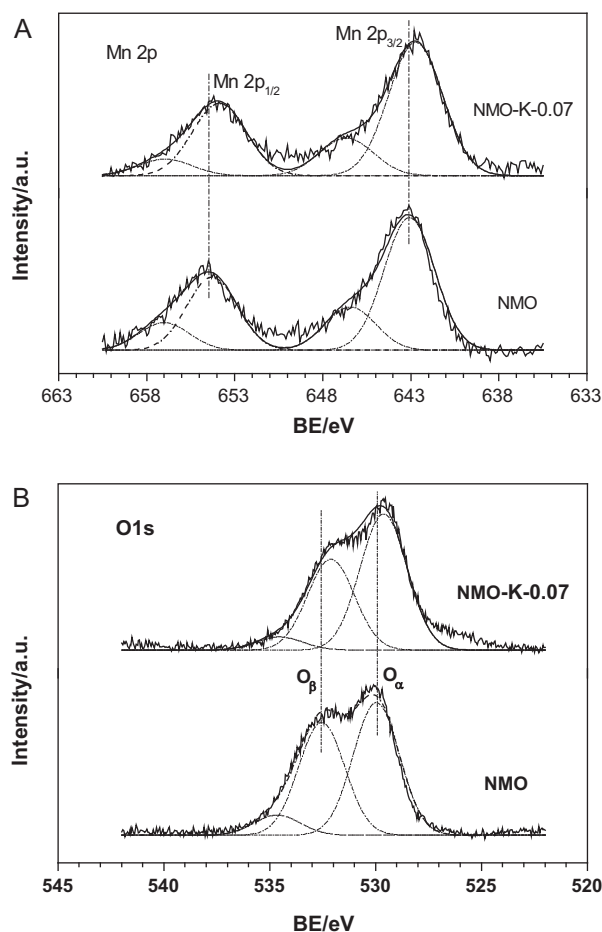 A
Mn 2p
Mn 2p1/2
Mn 2p3/2
NMO-K-0.07
NMO
Intensity/a.u.
663 658 653 648 643 638 633
BE/eV
B
O1s
NMO-K-0.07
Oβ
Oα
NMO
Intensity/a.u.
545 540 535 530 525 520
BE/eV